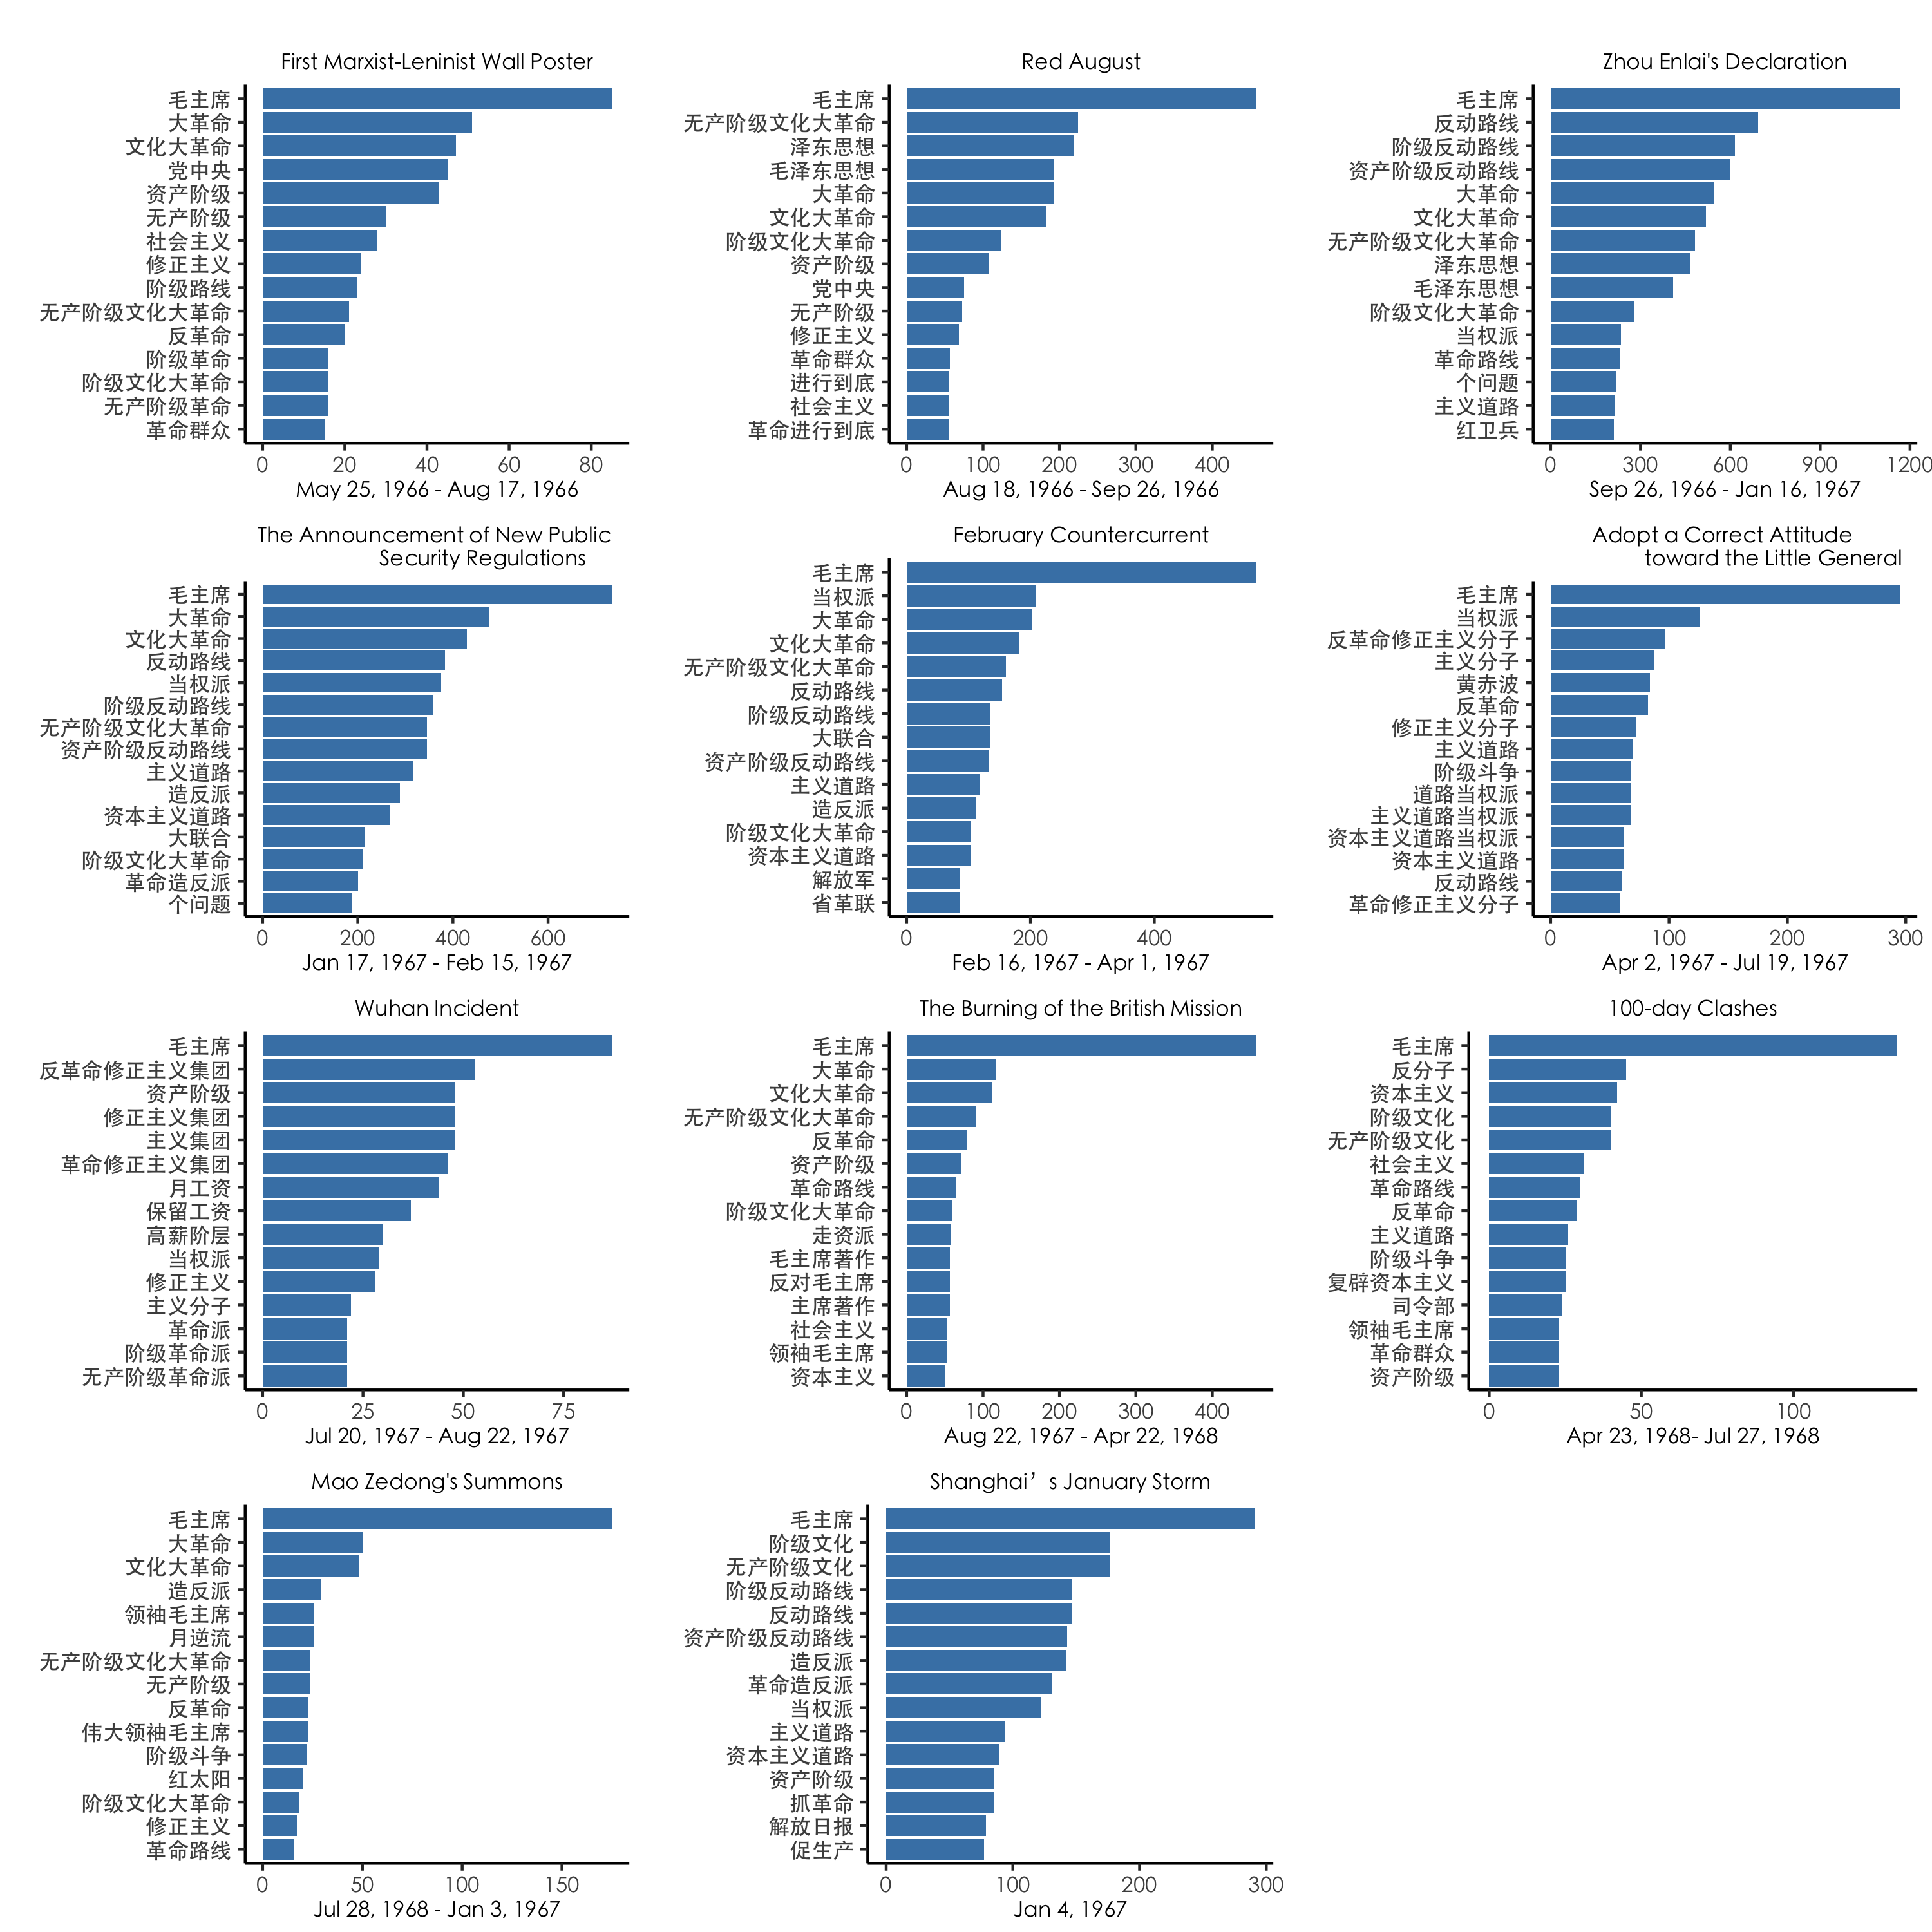 First Marxist-Leninist Wall Poster
毛主席
大革命
文化大革命
党中央
资产阶级
无产阶级
社会主义
修正主义
阶级路线
无产阶级文化大革命
反革命
阶级革命
阶级文化大革命
无产阶级革命
革命群众
0 20 40 60 80
May 25, 1966 - Aug 17, 1966
Red August
毛主席
无产阶级文化大革命
泽东思想
毛泽东思想
大革命
文化大革命
阶级文化大革命
资产阶级
党中央
无产阶级
修正主义
革命群众
进行到底
社会主义
革命进行到底
0 100 200 300 400
Aug 18, 1966 - Sep 26, 1966
Zhou Enlai's Declaration
毛主席
反动路线
阶级反动路线
资产阶级反动路线
大革命
文化大革命
无产阶级文化大革命
泽东思想
毛泽东思想
阶级文化大革命
当权派
革命路线
个问题
主义道路
红卫兵
0 300 600 900 1200
Sep 26, 1966 - Jan 16, 1967
The Announcement of New Public
Security Regulations
毛主席
大革命
文化大革命
反动路线
当权派
阶级反动路线
无产阶级文化大革命
资产阶级反动路线
主义道路
造反派
资本主义道路
大联合
阶级文化大革命
革命造反派
个问题
0 200 400 600
Jan 17, 1967 - Feb 15, 1967
February Countercurrent
毛主席
当权派
大革命
文化大革命
无产阶级文化大革命
反动路线
阶级反动路线
大联合
资产阶级反动路线
主义道路
造反派
阶级文化大革命
资本主义道路
解放军
省革联
0 200 400
Feb 16, 1967 - Apr 1, 1967
Adopt a Correct Attitude
toward the Little General
毛主席
当权派
反革命修正主义分子
主义分子
黄赤波
反革命
修正主义分子
主义道路
阶级斗争
道路当权派
主义道路当权派
资本主义道路当权派
资本主义道路
反动路线
革命修正主义分子
0 100 200 300
Apr 2, 1967 - Jul 19, 1967
Wuhan Incident
毛主席
反革命修正主义集团
资产阶级
修正主义集团
主义集团
革命修正主义集团
月工资
保留工资
高薪阶层
当权派
修正主义
主义分子
革命派
阶级革命派
无产阶级革命派
0 25 50 75
Jul 20, 1967 - Aug 22, 1967
The Burning of the British Mission
毛主席
大革命
文化大革命
无产阶级文化大革命
反革命
资产阶级
革命路线
阶级文化大革命
走资派
毛主席著作
反对毛主席
主席著作
社会主义
领袖毛主席
资本主义
0 100 200 300 400
Aug 22, 1967 - Apr 22, 1968
100-day Clashes
毛主席
反分子
资本主义
阶级文化
无产阶级文化
社会主义
革命路线
反革命
主义道路
阶级斗争
复辟资本主义
司令部
领袖毛主席
革命群众
资产阶级
0 50 100
Apr 23, 1968- Jul 27, 1968
Mao Zedong's Summons
毛主席
大革命
文化大革命
造反派
领袖毛主席
月逆流
无产阶级文化大革命
无产阶级
反革命
伟大领袖毛主席
阶级斗争
红太阳
阶级文化大革命
修正主义
革命路线
0 50 100 150
Jul 28, 1968 - Jan 3, 1967
Shanghai’s January Storm
毛主席
阶级文化
无产阶级文化
阶级反动路线
反动路线
资产阶级反动路线
造反派
革命造反派
当权派
主义道路
资本主义道路
资产阶级
抓革命
解放日报
促生产
0 100 200 300
Jan 4, 1967